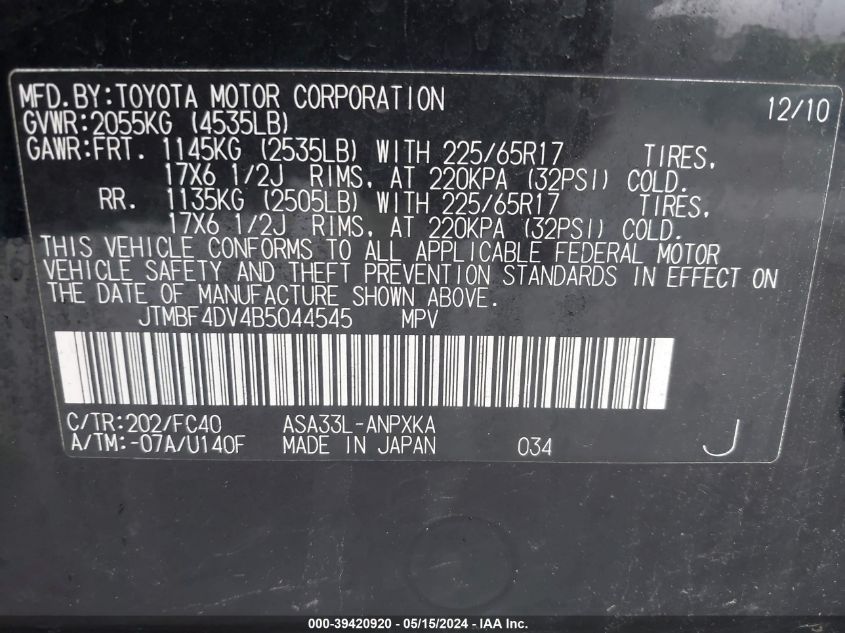 MFD.BY:TOYOTA MOTOR CORPORATION 12/10
GVWR:2055KG (4535LB)
GAWR:FRT. 1145KG (2535LB) WITH 225/65R17 TIRES,
17X6 1/2J RIMS, AT 220KPA (32PSI) COLD.
RR. 1135KG (2505LB) WITH 225/65R17 TIRES,
17X6 1/2J RIMS, AT 220KPA (32PSI) COLD.
THIS VEHICLE CONFORMS TO ALL APPLICABLE FEDERAL MOTOR
VEHICLE SAFETY AND THEFT PREVENTION STANDARDS IN EFFECT ON
THE DATE OF MANUFACTURE SHOWN ABOVE.
JTMBF4DV4B5044545 MPV
C/TR:202/FC40 ASA33L-ANPXKA
A/TM:-07A/U140F MADE IN JAPAN 034 J
000-39420920 - 05/15/2024 - IAA Inc.